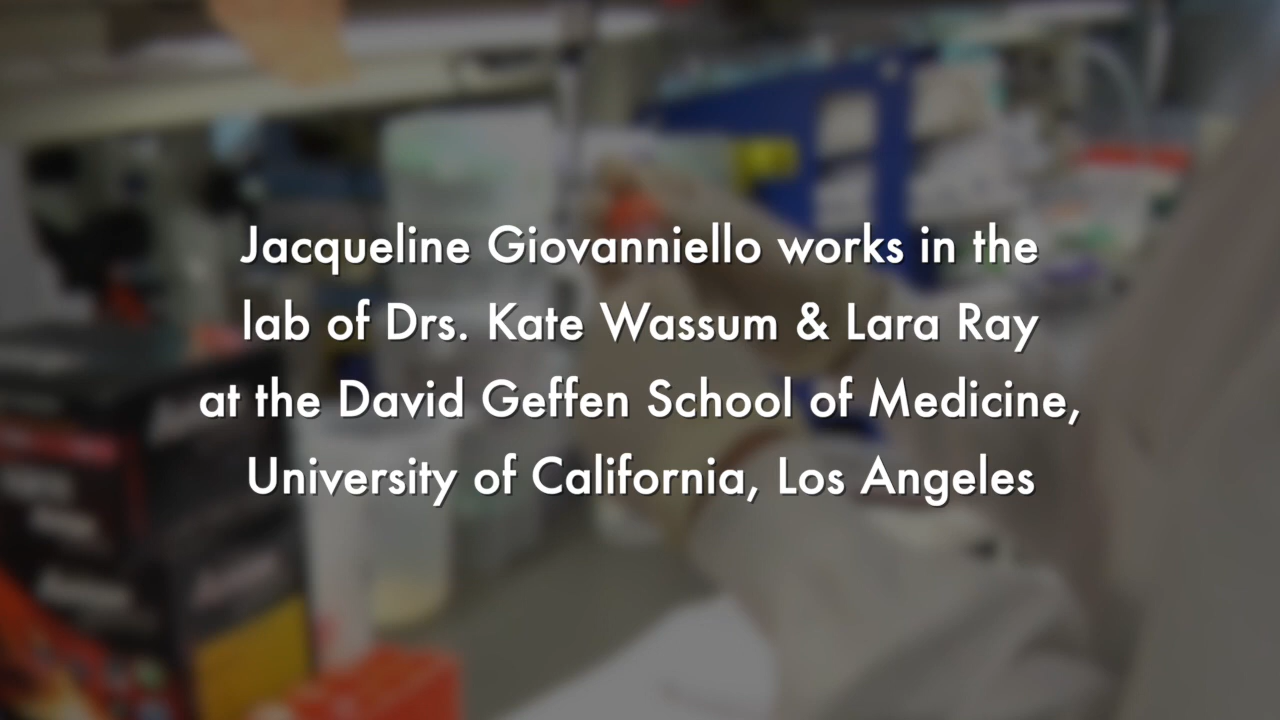 Jacqueline Giovanniello works in the
lab of Drs. Kate Wassum & Lara Ray
at the David Geffen School of Medicine,
University of California, Los Angeles